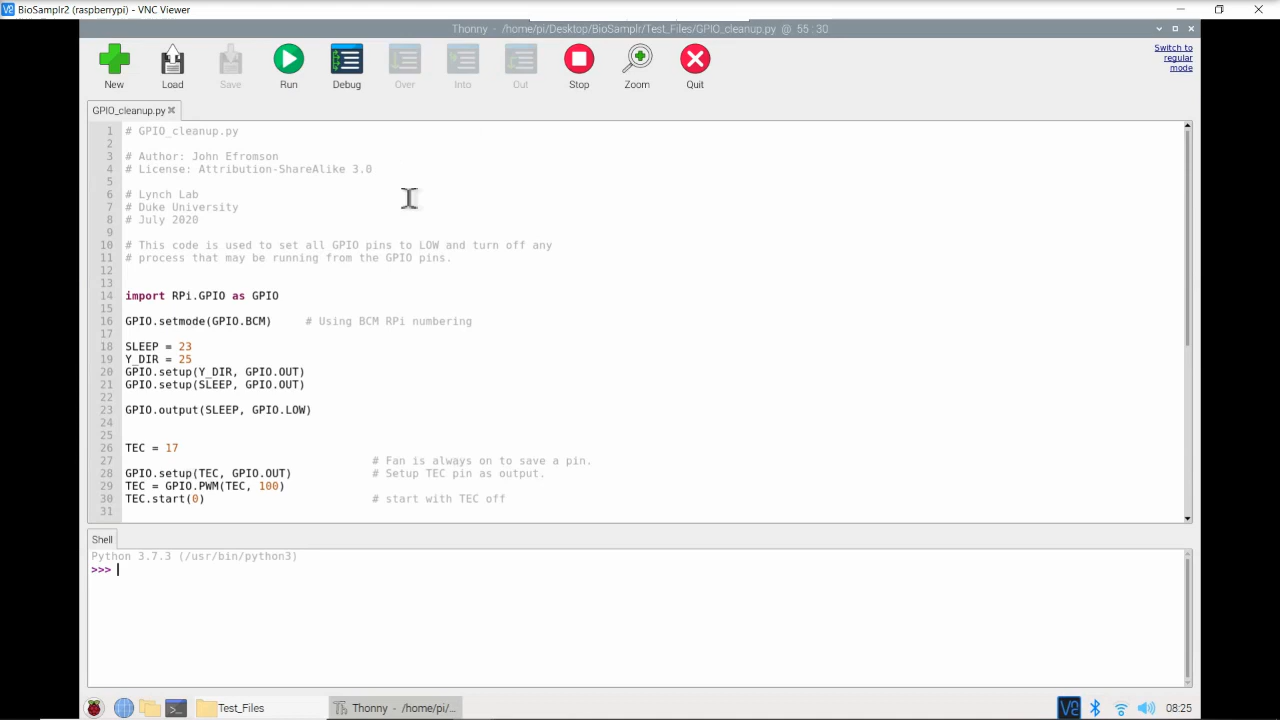 BioSamplr2 (raspberrypi) - VNC Viewer
Thonny - /home/pi/Desktop/BioSamplr/Test_Files/GPIO_cleanup.py @ 55 : 30
New Load Save Run Debug Over Into Out Stop Zoom Quit
Switch to
regular
mode
GPIO_cleanup.py
1 # GPIO_cleanup.py
2
3 # Author: John Efromson
4 # License: Attribution-ShareAlike 3.0
5
6 # Lynch Lab
7 # Duke University
8 # July 2020
9
10 # This code is used to set all GPIO pins to LOW and turn off any
11 # process that may be running from the GPIO pins.
12
13
14 import RPi.GPIO as GPIO
15
16 GPIO.setmode(GPIO.BCM) # Using BCM RPi numbering
17
18 SLEEP = 23
19 Y_DIR = 25
20 GPIO.setup(Y_DIR, GPIO.OUT)
21 GPIO.setup(SLEEP, GPIO.OUT)
22
23 GPIO.output(SLEEP, GPIO.LOW)
24
25
26 TEC = 17
27 # Fan is always on to save a pin.
28 GPIO.setup(TEC, GPIO.OUT) # Setup TEC pin as output.
29 TEC = GPIO.PWM(TEC, 100)
30 TEC.start(0) # start with TEC off
31
Shell
Python 3.7.3 (/usr/bin/python3)
>>>
Test_Files
Thonny - /home/pi/...
08:25